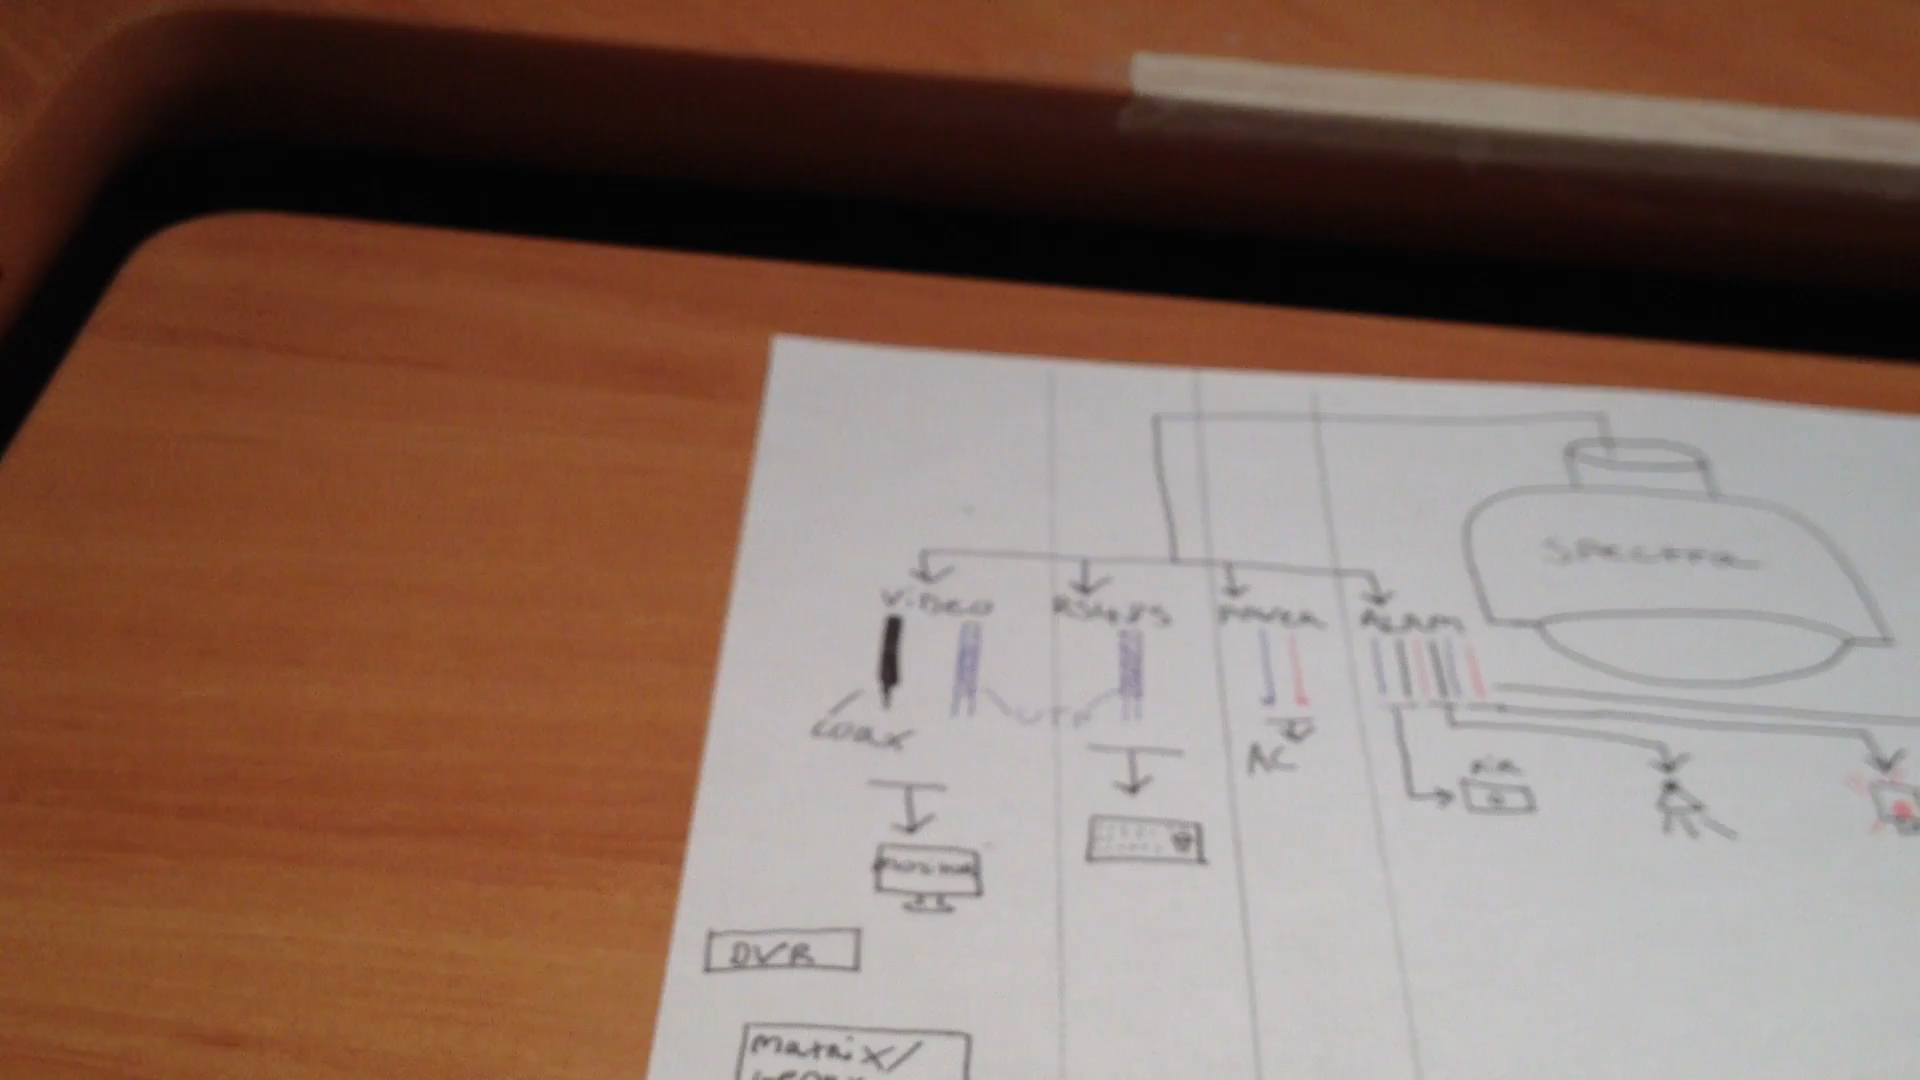 Spectra
Video
RS485
Power
Alarm
Coax
UTP
AC
DVR
Matrix/